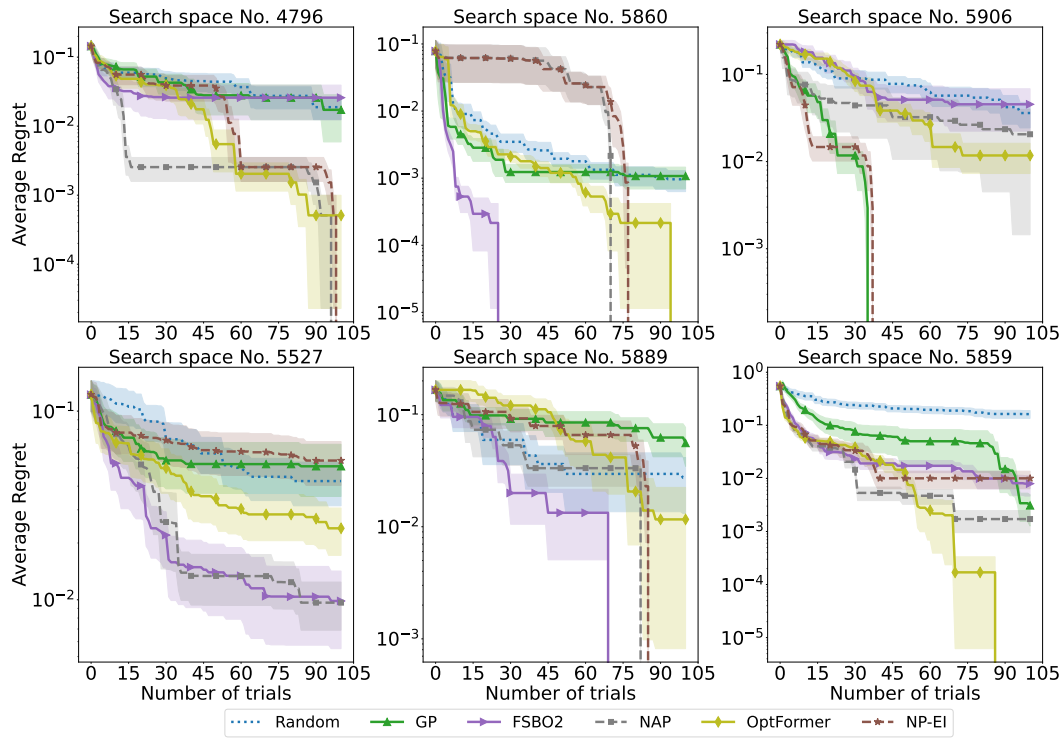 Search space No. 4796
Search space No. 5860
Search space No. 5906
Average Regret
10⁻¹
10⁻²
10⁻³
10⁻⁴
0 15 30 45 60 75 90 105
10⁻¹
10⁻²
10⁻³
10⁻⁴
10⁻⁵
0 15 30 45 60 75 90 105
10⁻¹
10⁻²
10⁻³
0 15 30 45 60 75 90 105
Search space No. 5527
Search space No. 5889
Search space No. 5859
Average Regret
10⁻¹
10⁻²
0 15 30 45 60 75 90 105
Number of trials
10⁻¹
10⁻²
10⁻³
0 15 30 45 60 75 90 105
Number of trials
10⁰
10⁻¹
10⁻²
10⁻³
10⁻⁴
10⁻⁵
0 15 30 45 60 75 90 105
Number of trials
Random GP FSBO2 NAP OptFormer NP-EI